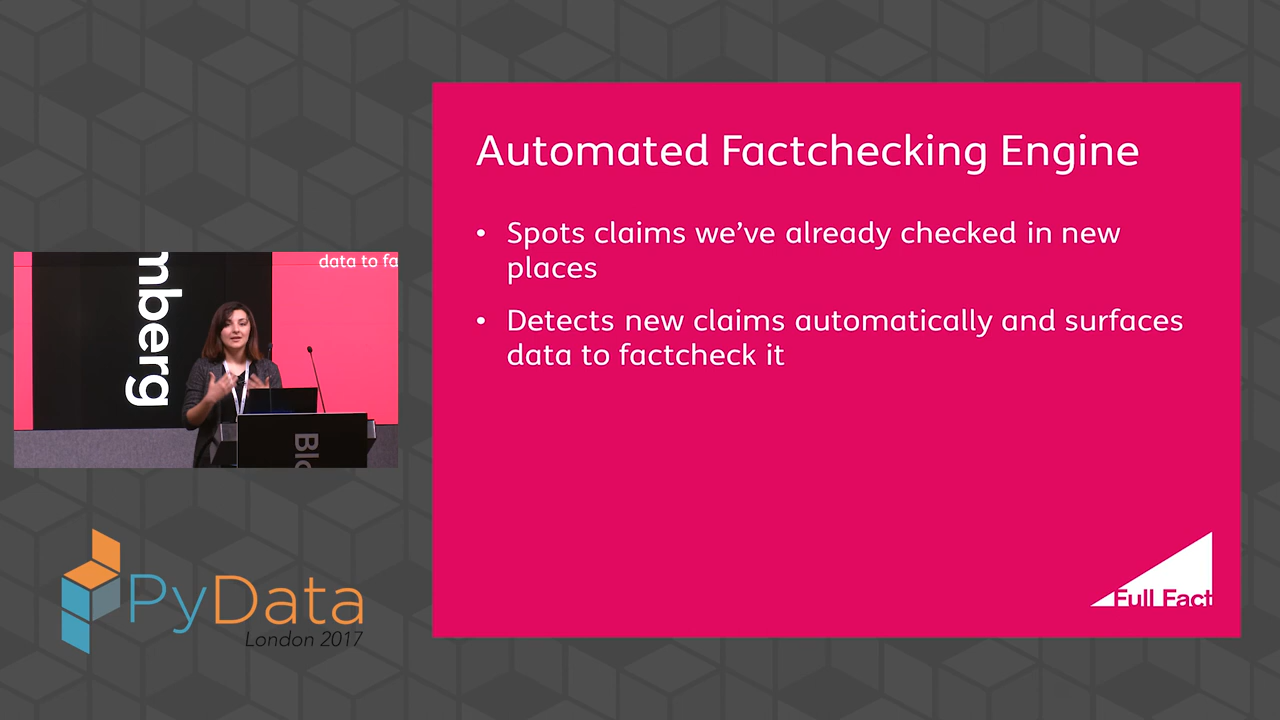 Automated Factchecking Engine
• Spots claims we've already checked in new
places
• Detects new claims automatically and surfaces
data to factcheck it
Full Fact
data to fa
mberg
Blo
PyData
London 2017